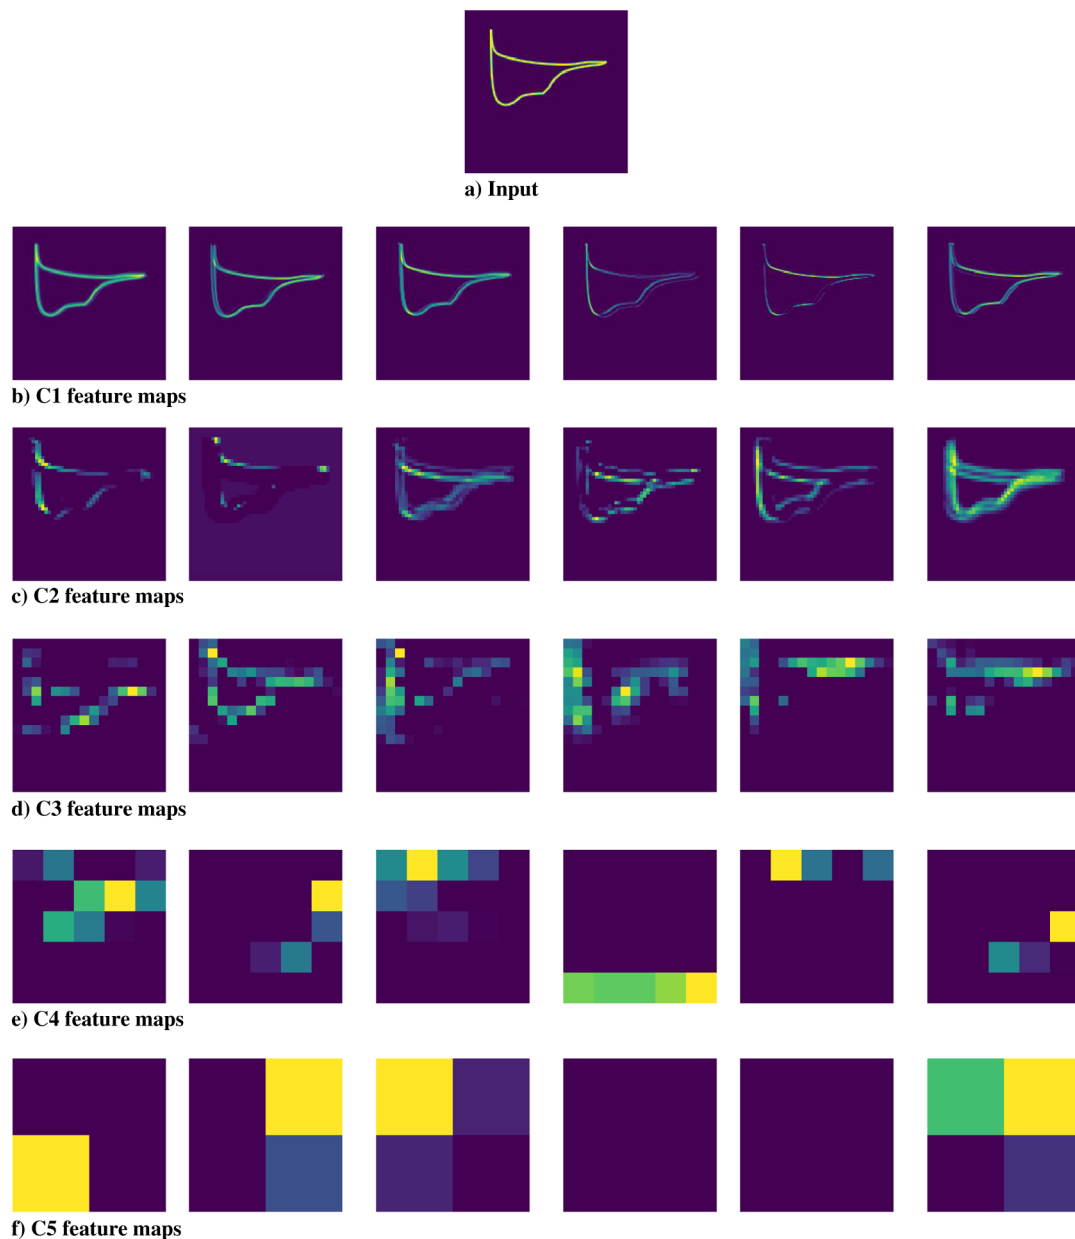 a) Input
b) C1 feature maps
c) C2 feature maps
d) C3 feature maps
e) C4 feature maps
f) C5 feature maps